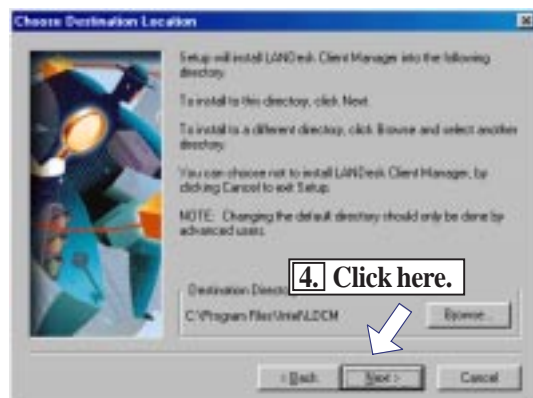 Choose Destination Location
Setup will install LANDesk Client Manager into the following
directory.
To install to this directory, click Next.
To install to a different directory, click Browse and select another
directory.
You can choose not to install LANDesk Client Manager, by
clicking Cancel to exit Setup.
NOTE: Changing the default directory should only be done by
advanced users.
4. Click here.
Destination Directory
C:\Program Files\Intel\LDCM
Browse...
< Back
Next >
Cancel